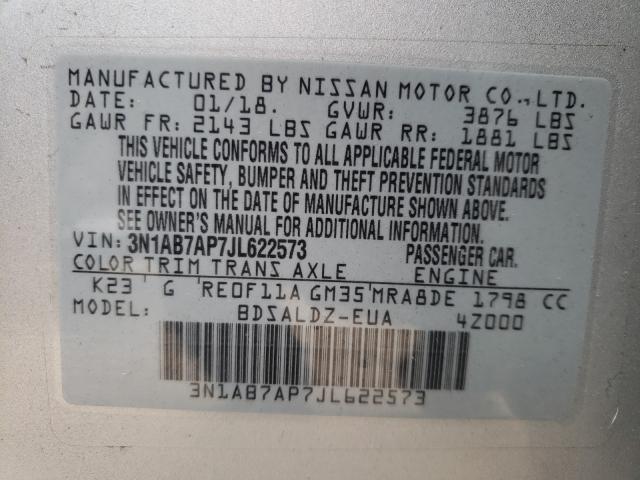 MANUFACTURED BY NISSAN MOTOR CO., LTD.
DATE: 01/18. GVWR: 3876 LBS
GAWR FR: 2143 LBS GAWR RR: 1881 LBS
THIS VEHICLE CONFORMS TO ALL APPLICABLE FEDERAL MOTOR
VEHICLE SAFETY, BUMPER AND THEFT PREVENTION STANDARDS
IN EFFECT ON THE DATE OF MANUFACTURE SHOWN ABOVE.
SEE OWNER'S MANUAL FOR ADDITIONAL INFORMATION.
VIN: 3N1AB7AP7JL622573 PASSENGER CAR.
COLOR TRIM TRANS AXLE ENGINE
K23 G RE0F11A GM35 MRA8DE 1798 CC
MODEL: BDSALDZ-EUA 4Z000
3N1AB7AP7JL622573